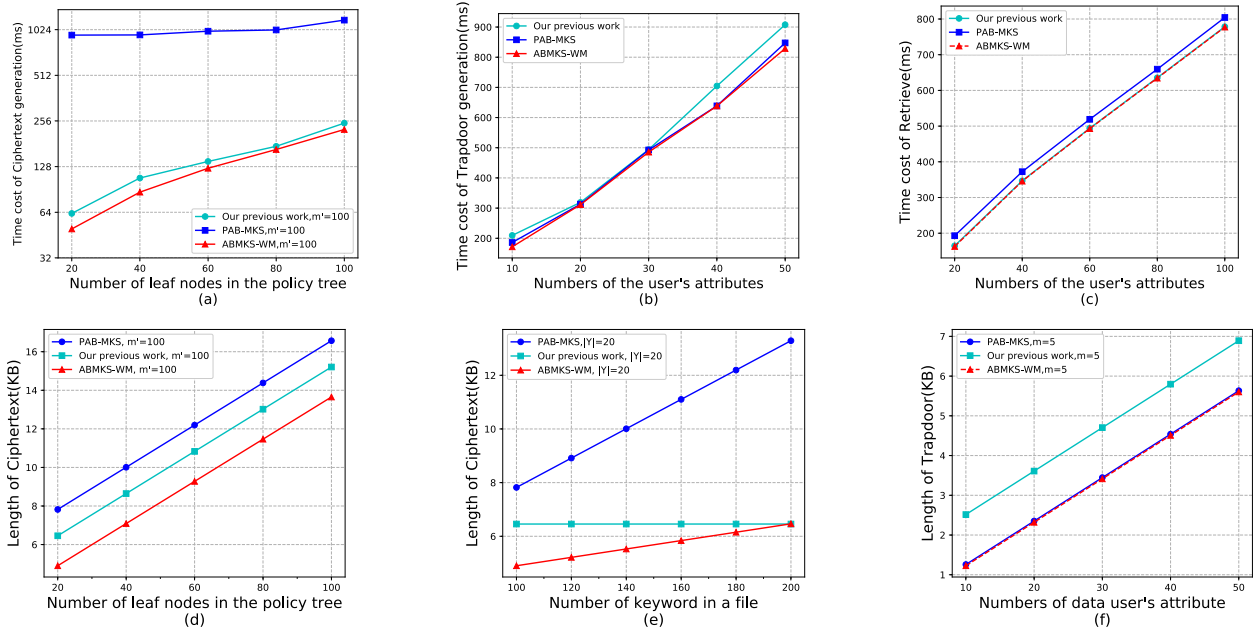 Time cost of Ciphertext generation(ms)
1024
512
256
128
64
32
Our previous work,m'=100
PAB-MKS,m'=100
ABMKS-WM,m'=100
20 40 60 80 100
Number of leaf nodes in the policy tree
(a)
Time cost of Trapdoor generation(ms)
900
800
700
600
500
400
300
200
Our previous work
PAB-MKS
ABMKS-WM
10 20 30 40 50
Numbers of the user's attributes
(b)
Time cost of Retrieve(ms)
800
700
600
500
400
300
200
Our previous work
PAB-MKS
ABMKS-WM
20 40 60 80 100
Numbers of the user's attributes
(c)
Length of Ciphertext(KB)
16
14
12
10
8
6
PAB-MKS, m'=100
Our previous work, m'=100
ABMKS-WM, m'=100
20 40 60 80 100
Number of leaf nodes in the policy tree
(d)
Length of Ciphertext(KB)
12
10
8
6
PAB-MKS,|Y|=20
Our previous work, |Y|=20
ABMKS-WM, |Y|=20
100 120 140 160 180 200
Number of keyword in a file
(e)
Length of Trapdoor(KB)
7
6
5
4
3
2
1
PAB-MKS,m=5
Our previous work,m=5
ABMKS-WM,m=5
10 20 30 40 50
Numbers of data user's attribute
(f)